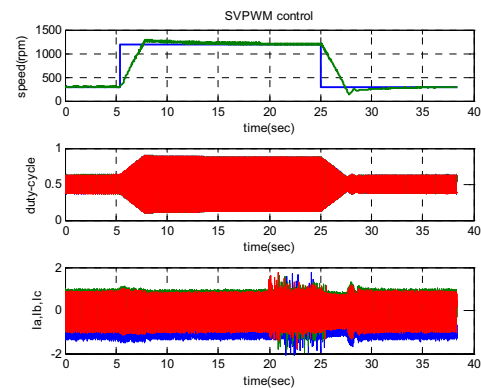 SVPWM control
speed(rpm)
1500
1000
500
0
0 5 10 15 20 25 30 35 40
time(sec)
duty-cycle
1
0.5
0
0 5 10 15 20 25 30 35 40
time(sec)
Ia,Ib,Ic
2
0
-2
0 5 10 15 20 25 30 35 40
time(sec)